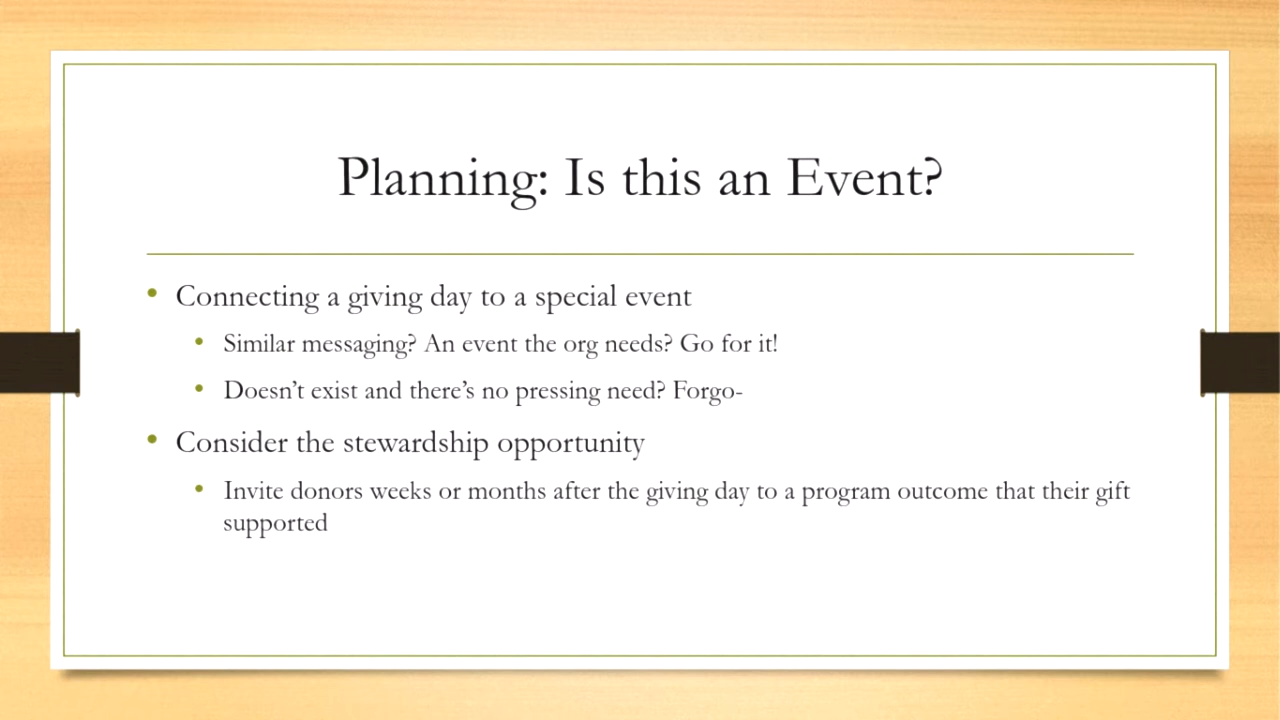 Planning: Is this an Event?
• Connecting a giving day to a special event
• Similar messaging? An event the org needs? Go for it!
• Doesn’t exist and there’s no pressing need? Forgo-
• Consider the stewardship opportunity
• Invite donors weeks or months after the giving day to a program outcome that their gift
supported